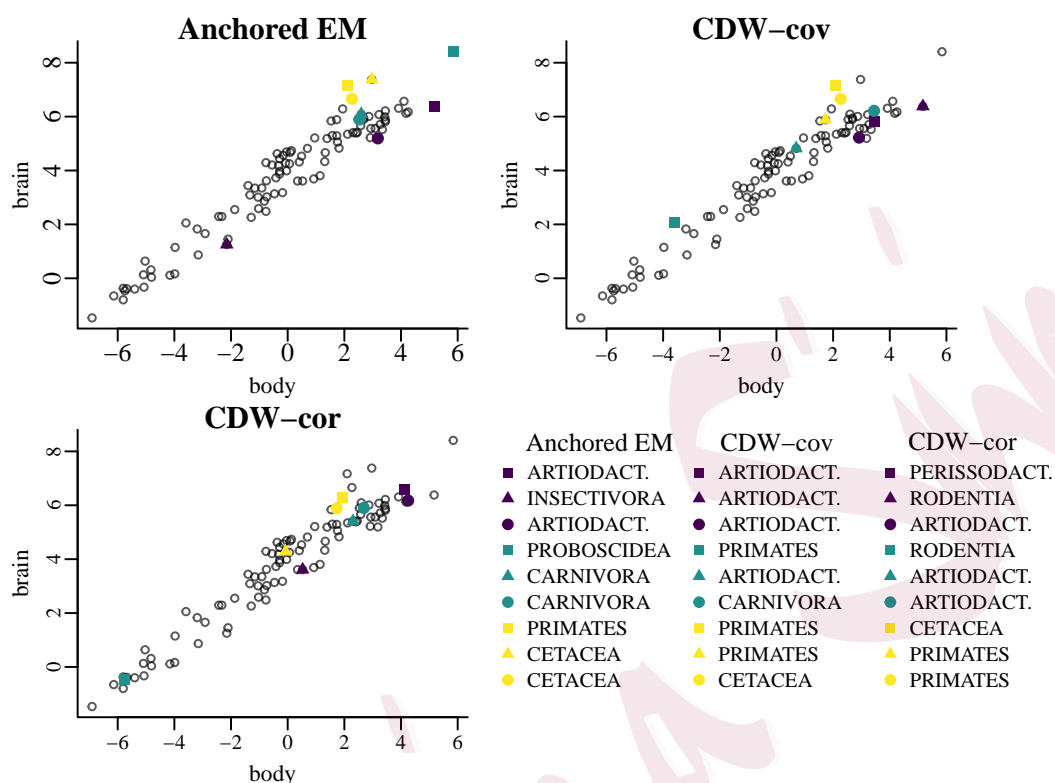 Anchored EM
CDW−cov
brain
0 2 4 6 8
−6 −4 −2 0 2 4 6
body
brain
0 2 4 6 8
−6 −4 −2 0 2 4 6
body
CDW−cor
brain
0 2 4 6 8
−6 −4 −2 0 2 4 6
body
Anchored EM CDW−cov CDW−cor
ARTIODACT. ARTIODACT. PERISSODACT.
INSECTIVORA ARTIODACT. RODENTIA
ARTIODACT. ARTIODACT. ARTIODACT.
PROBOSCIDEA PRIMATES RODENTIA
CARNIVORA ARTIODACT. ARTIODACT.
CARNIVORA CARNIVORA ARTIODACT.
PRIMATES PRIMATES CETACEA
CETACEA PRIMATES PRIMATES
CETACEA CETACEA PRIMATES